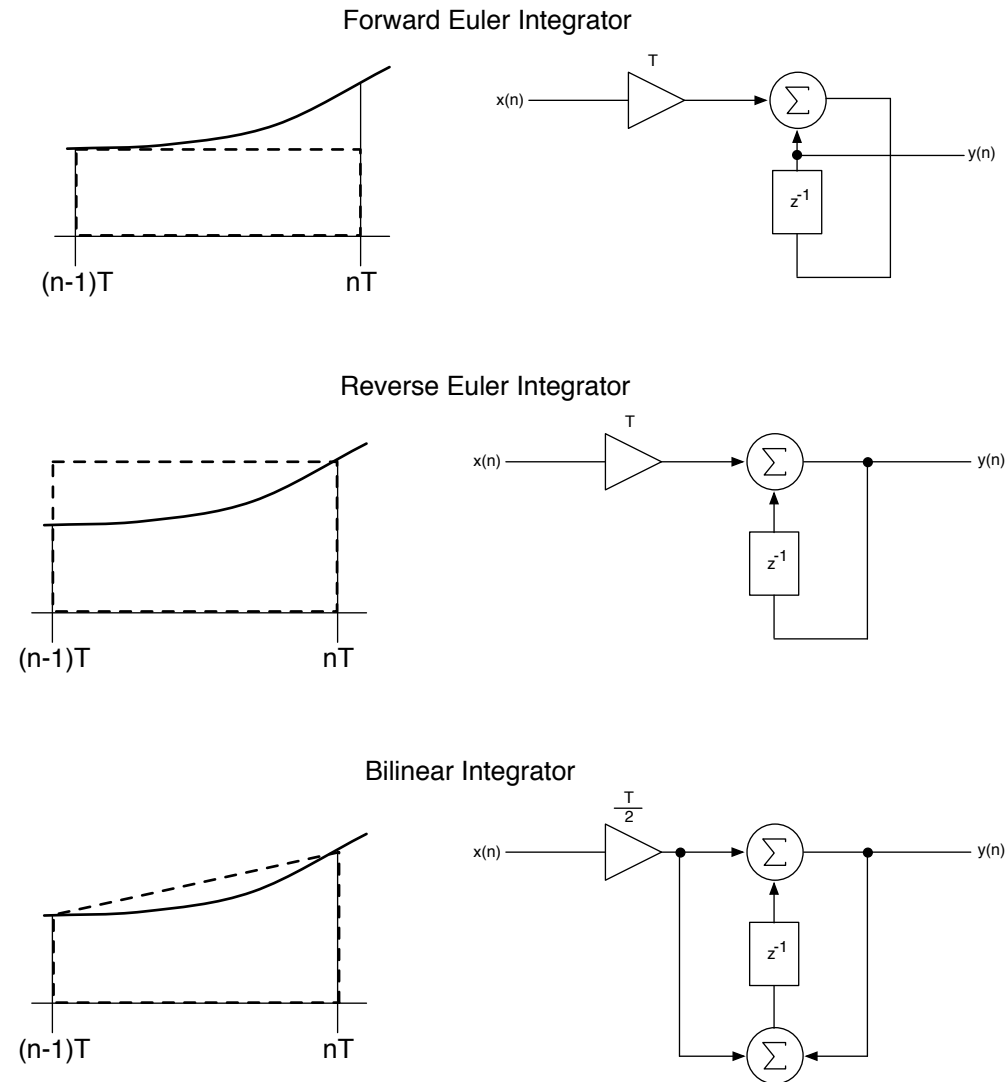 Forward Euler Integrator
T
x(n)
Σ
y(n)
z-1
(n-1)T
nT
Reverse Euler Integrator
T
x(n)
Σ
y(n)
z-1
(n-1)T
nT
Bilinear Integrator
T
2
x(n)
Σ
y(n)
z-1
(n-1)T
nT
Σ